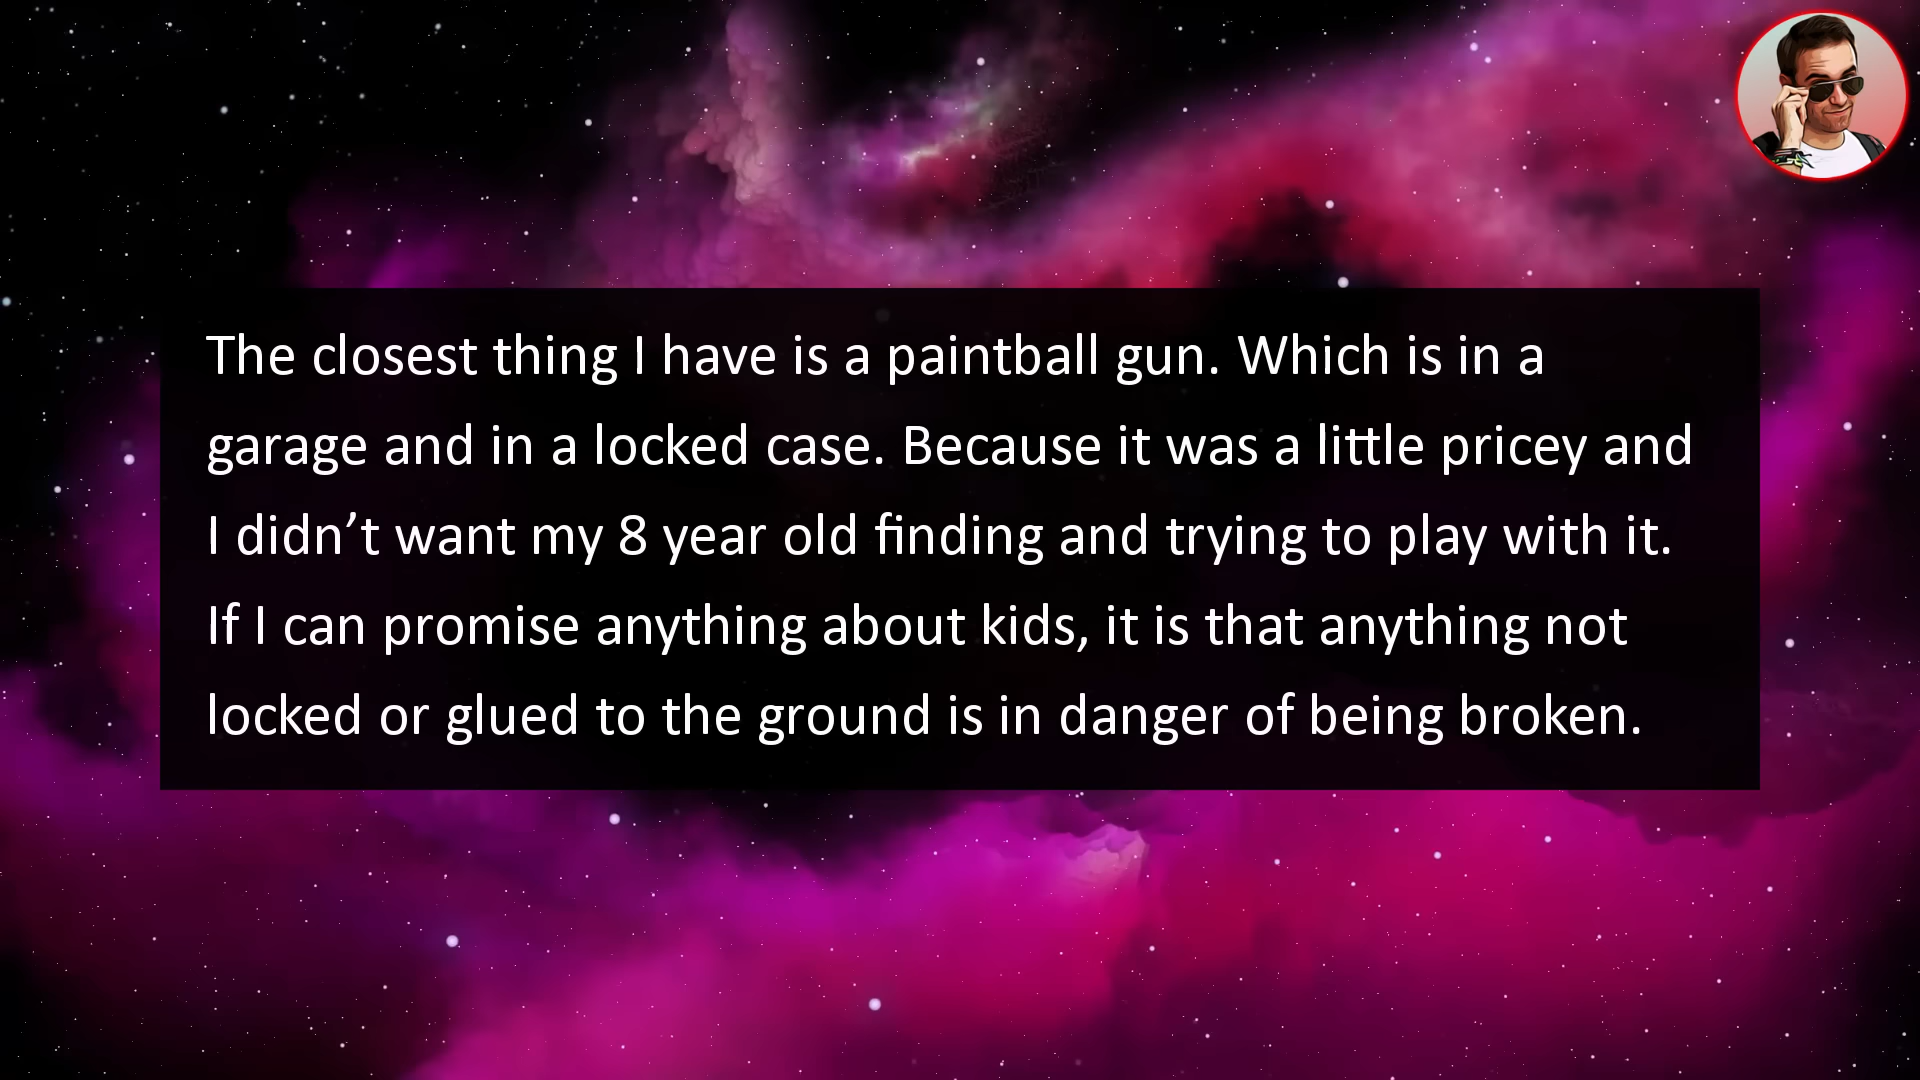 The closest thing I have is a paintball gun. Which is in a
garage and in a locked case. Because it was a little pricey and
I didn’t want my 8 year old finding and trying to play with it.
If I can promise anything about kids, it is that anything not
locked or glued to the ground is in danger of being broken.